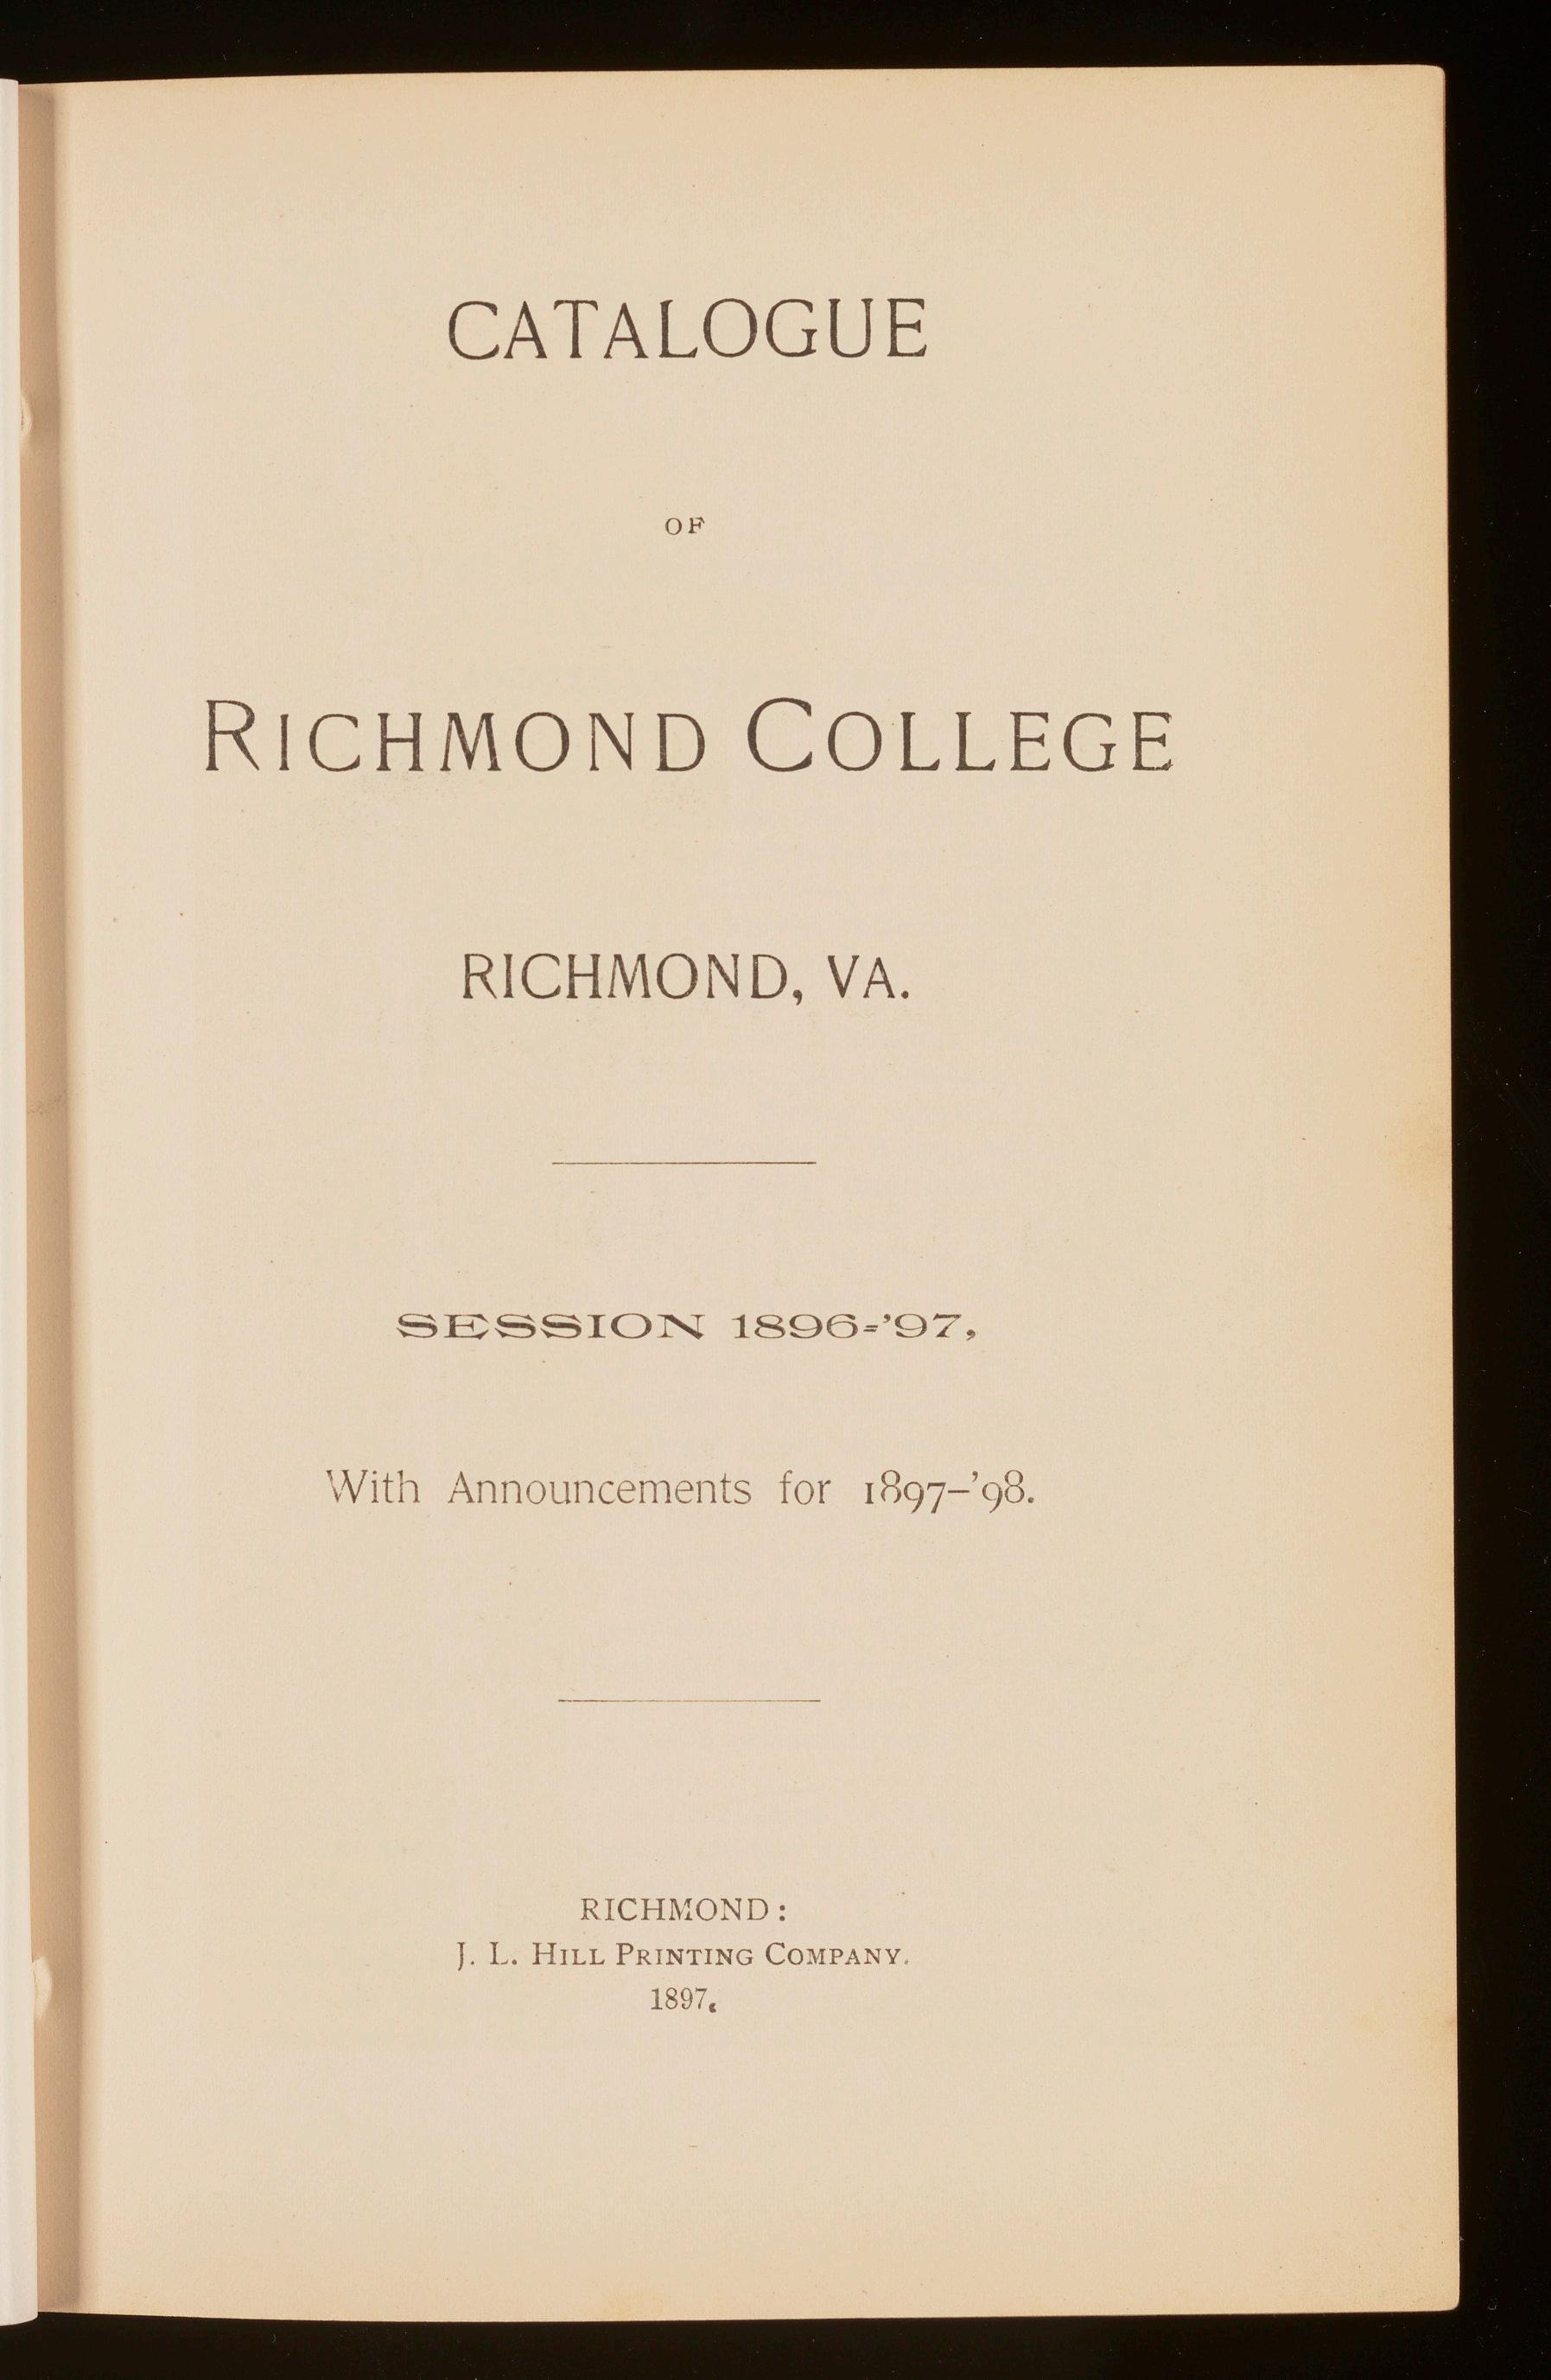 CATALOGUE
OF
RICHMOND COLLEGE
RICHMOND, VA.
SESSION 1896-'97,
With Announcements for 1897–'98.
RICHMOND:
J. L. HILL PRINTING COMPANY.
1897.